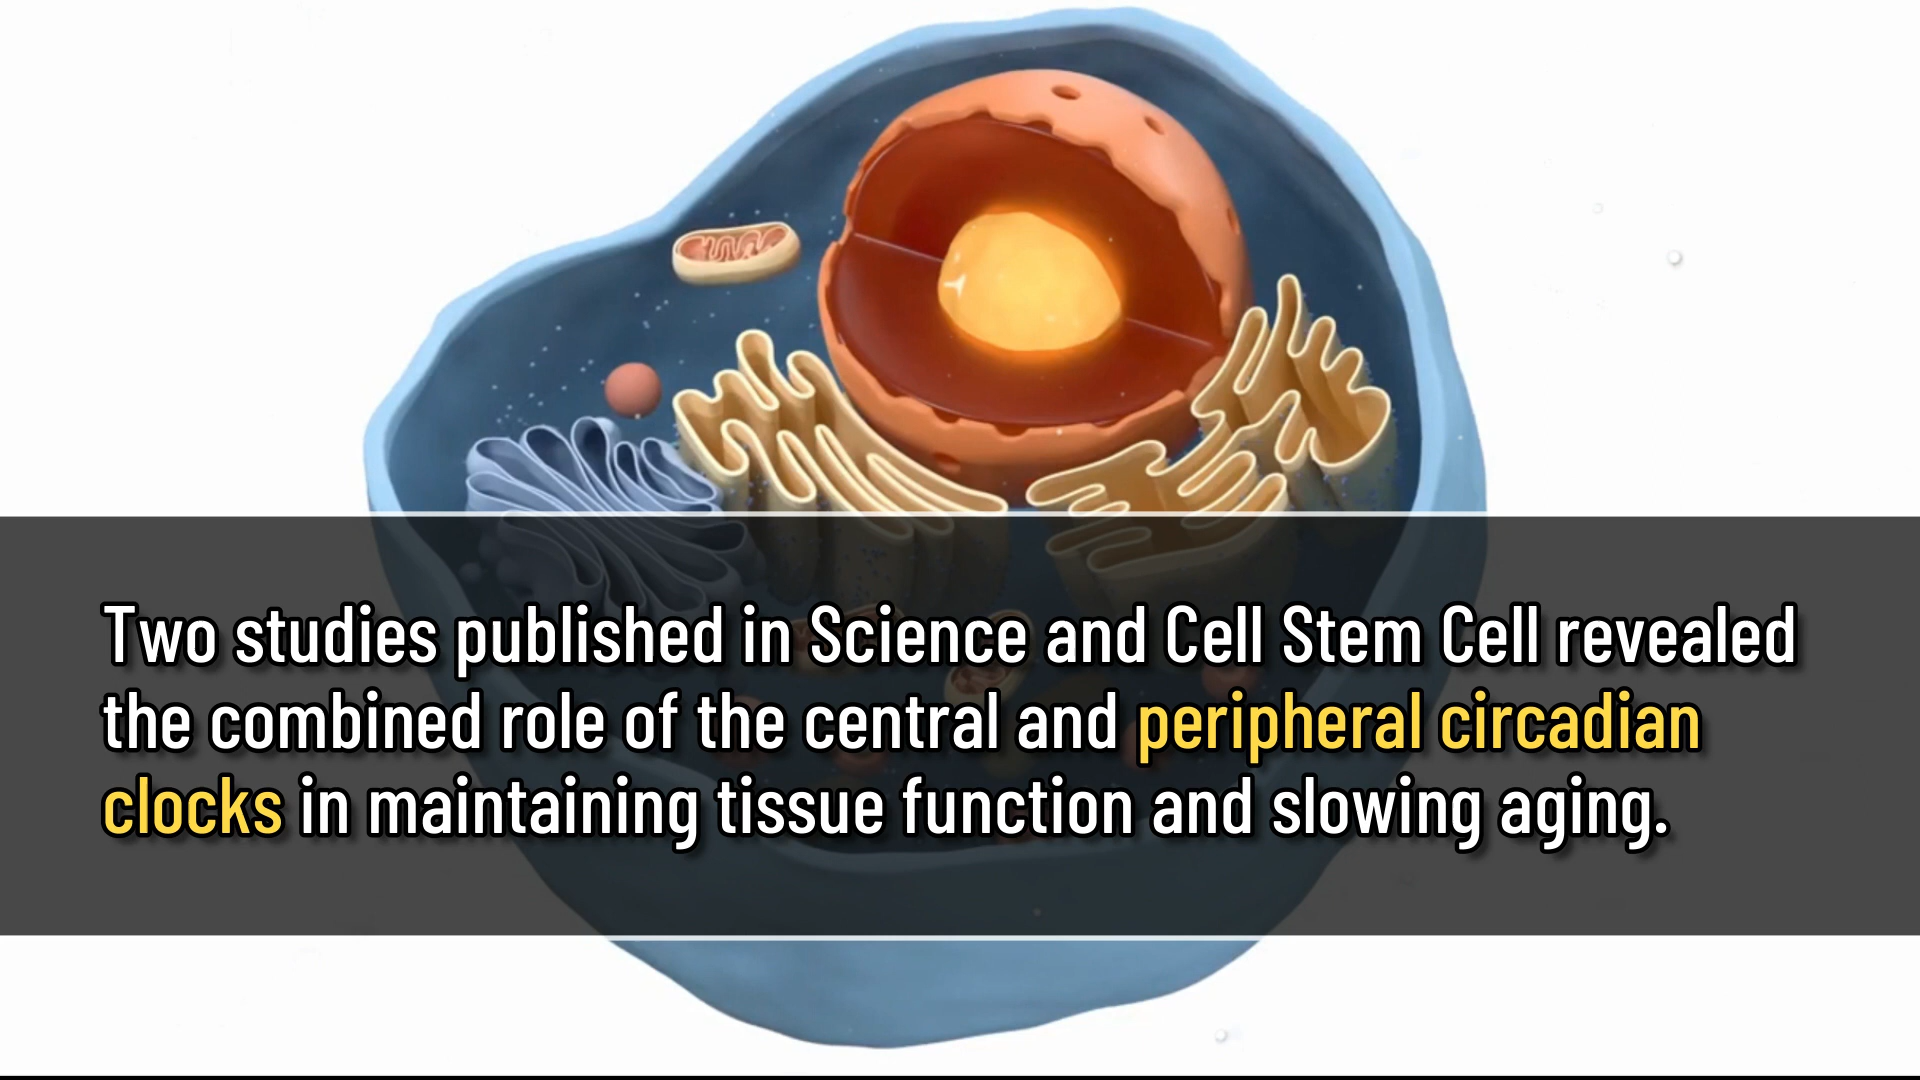 Two studies published in Science and Cell Stem Cell revealed
the combined role of the central and peripheral circadian
clocks in maintaining tissue function and slowing aging.